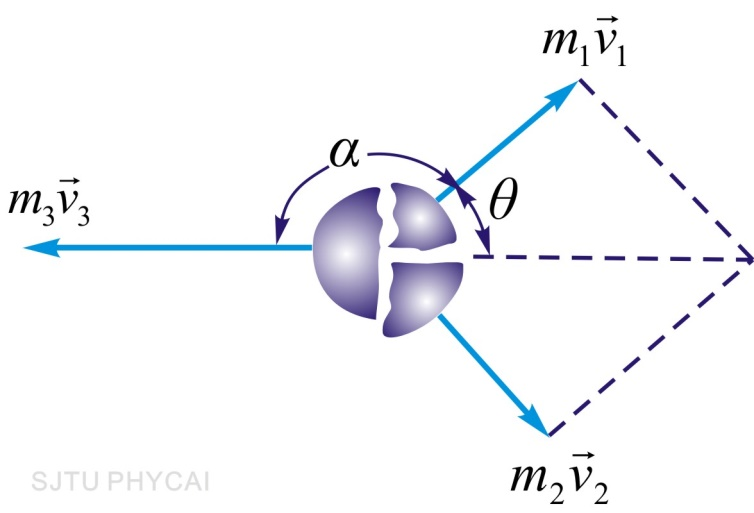 m₁v⃗₁
α
θ
m₃v⃗₃
m₂v⃗₂
SJTU PHYCAI